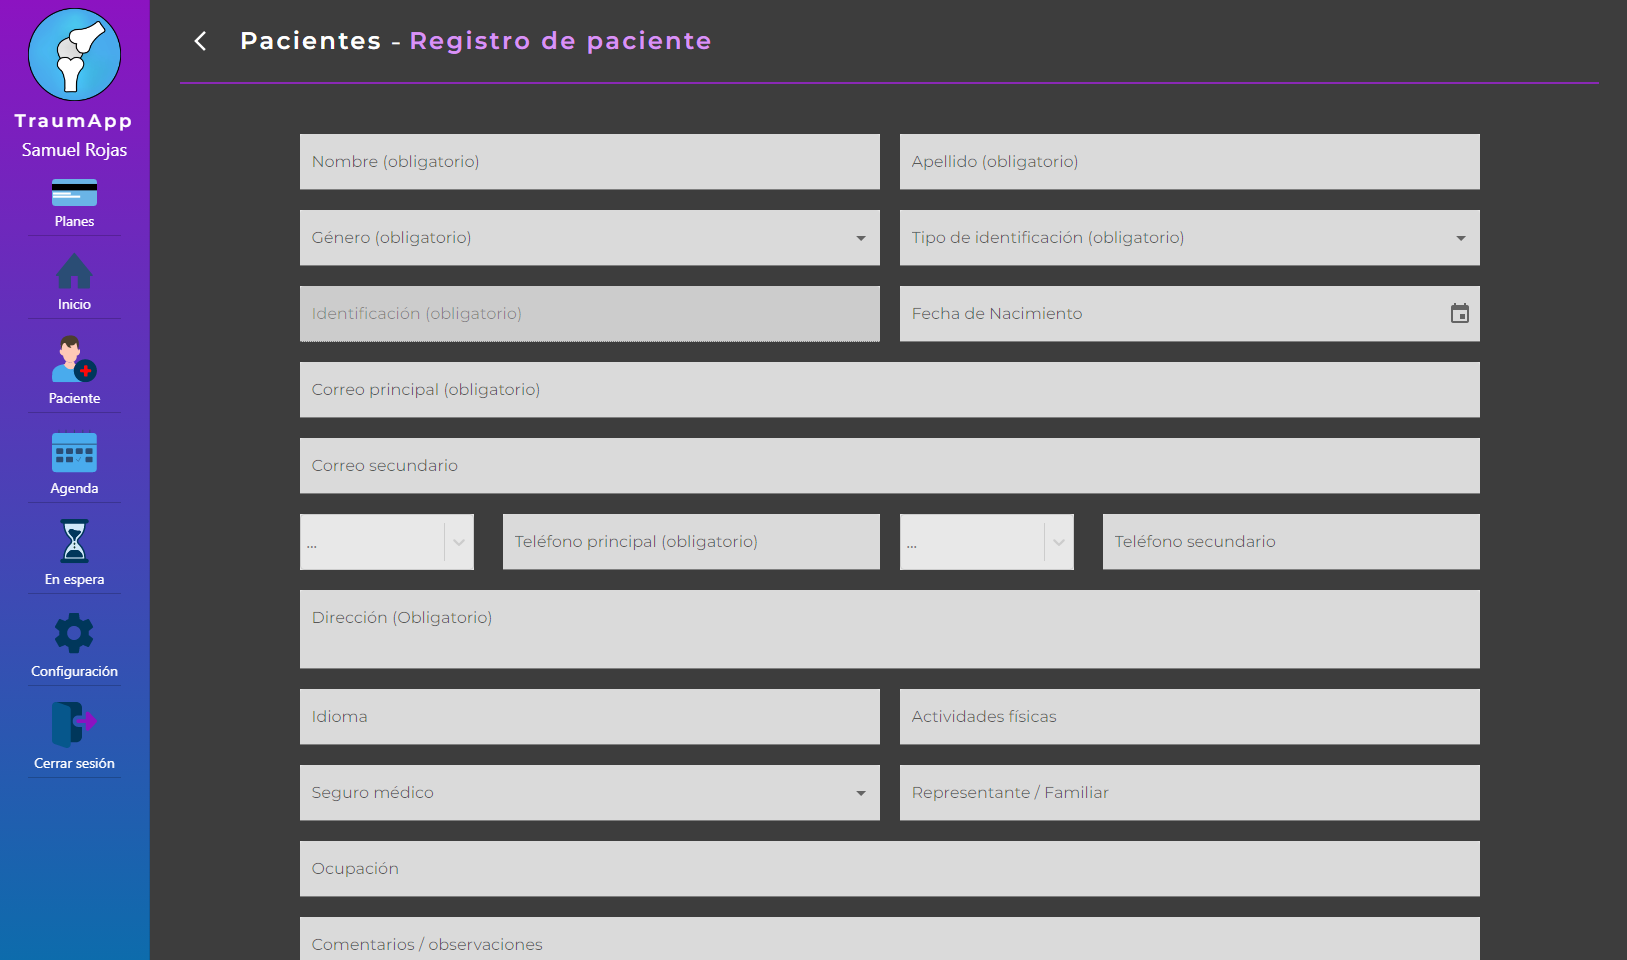 TraumApp
Samuel Rojas
Planes
Inicio
Paciente
Agenda
En espera
Configuración
Cerrar sesión
Pacientes - Registro de paciente
Nombre (obligatorio)
Apellido (obligatorio)
Género (obligatorio)
Tipo de identificación (obligatorio)
Identificación (obligatorio)
Fecha de Nacimiento
Correo principal (obligatorio)
Correo secundario
...
Teléfono principal (obligatorio)
...
Teléfono secundario
Dirección (Obligatorio)
Idioma
Actividades físicas
Seguro médico
Representante / Familiar
Ocupación
Comentarios / observaciones